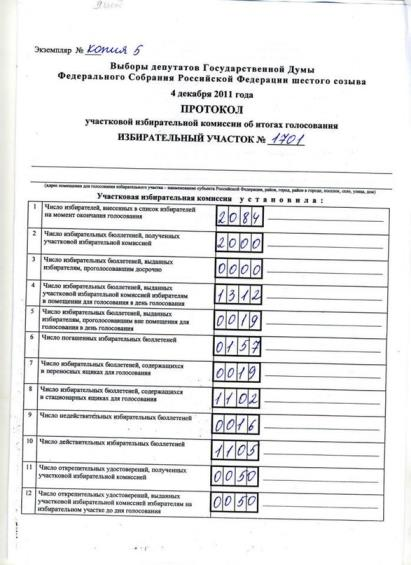 Экземпляр № копия 5
Выборы депутатов Государственной Думы
Федерального Собрания Российской Федерации шестого созыва
4 декабря 2011 года
ПРОТОКОЛ
участковой избирательной комиссии об итогах голосования
ИЗБИРАТЕЛЬНЫЙ УЧАСТОК № 1701
(адрес помещения для голосования избирательного участка – наименование субъекта Российской Федерации, район, город, район в городе, поселок, село, улица, дом)
Участковая избирательная комиссия установила:
1 Число избирателей, внесенных в список избирателей
на момент окончания голосования 2084
2 Число избирательных бюллетеней, полученных
участковой избирательной комиссией 2000
3 Число избирательных бюллетеней, выданных
избирателям, проголосовавшим досрочно 0000
4 Число избирательных бюллетеней, выданных
участковой избирательной комиссией избирателям
в помещении для голосования в день голосования 1312
5 Число избирательных бюллетеней, выданных
избирателям, проголосовавшим вне помещения для
голосования в день голосования 0019
6 Число погашенных избирательных бюллетеней 0157
7 Число избирательных бюллетеней, содержащихся
в переносных ящиках для голосования 0019
8 Число избирательных бюллетеней, содержащихся
в стационарных ящиках для голосования 1102
9 Число недействительных избирательных бюллетеней 0016
10 Число действительных избирательных бюллетеней 1105
11 Число открепительных удостоверений, полученных
участковой избирательной комиссией 0050
12 Число открепительных удостоверений, выданных
участковой избирательной комиссией избирателям на
избирательном участке до дня голосования 0050